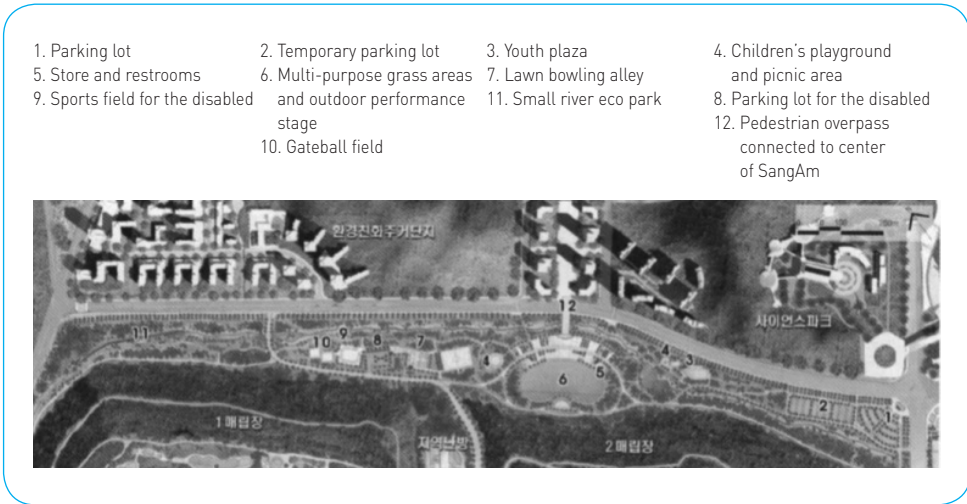 1. Parking lot
2. Temporary parking lot
3. Youth plaza
4. Children’s playground
and picnic area
5. Store and restrooms
6. Multi-purpose grass areas
and outdoor performance
stage
7. Lawn bowling alley
8. Parking lot for the disabled
9. Sports field for the disabled
10. Gateball field
11. Small river eco park
12. Pedestrian overpass
connected to center
of SangAm
환경친화주거단지
12
사이언스파크
11
9
10
8
7
4
6
5
4
3
2
1
1매립장
지역난방
2매립장